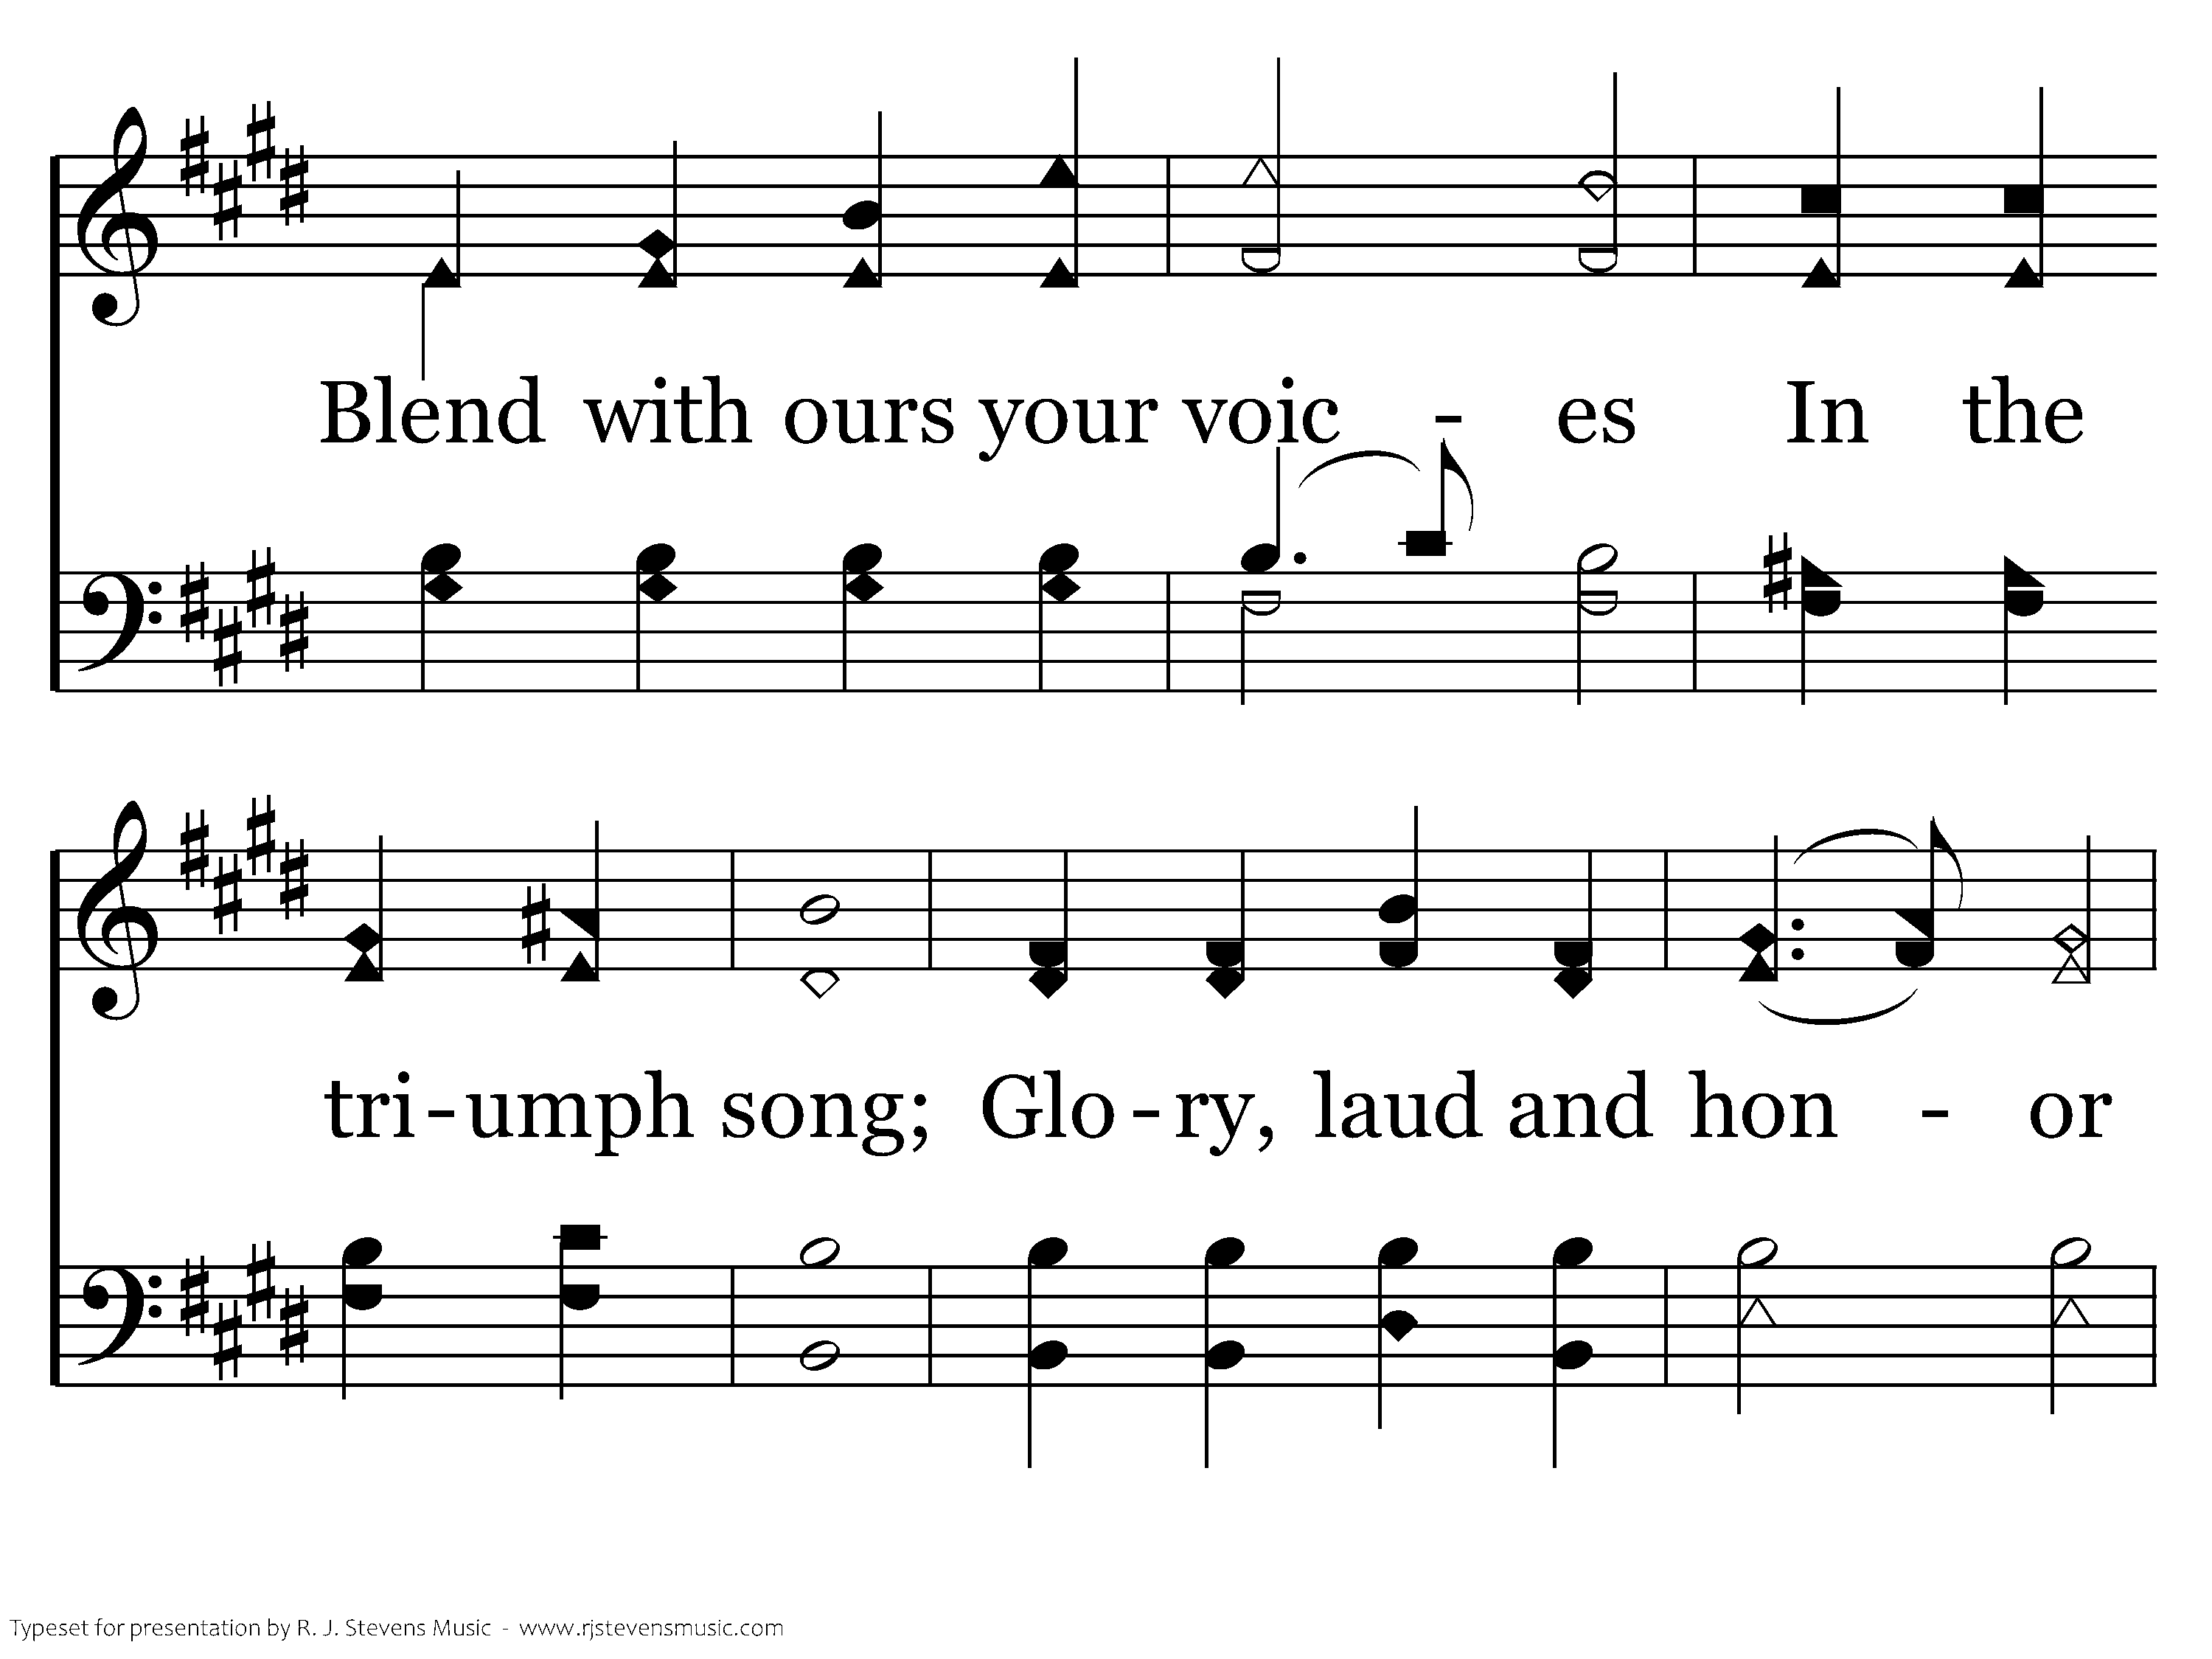 Blend with ours your voic - es In the
tri - umph song; Glo - ry, laud and hon - or
Typeset for presentation by R. J. Stevens Music - www.rjstevensmusic.com